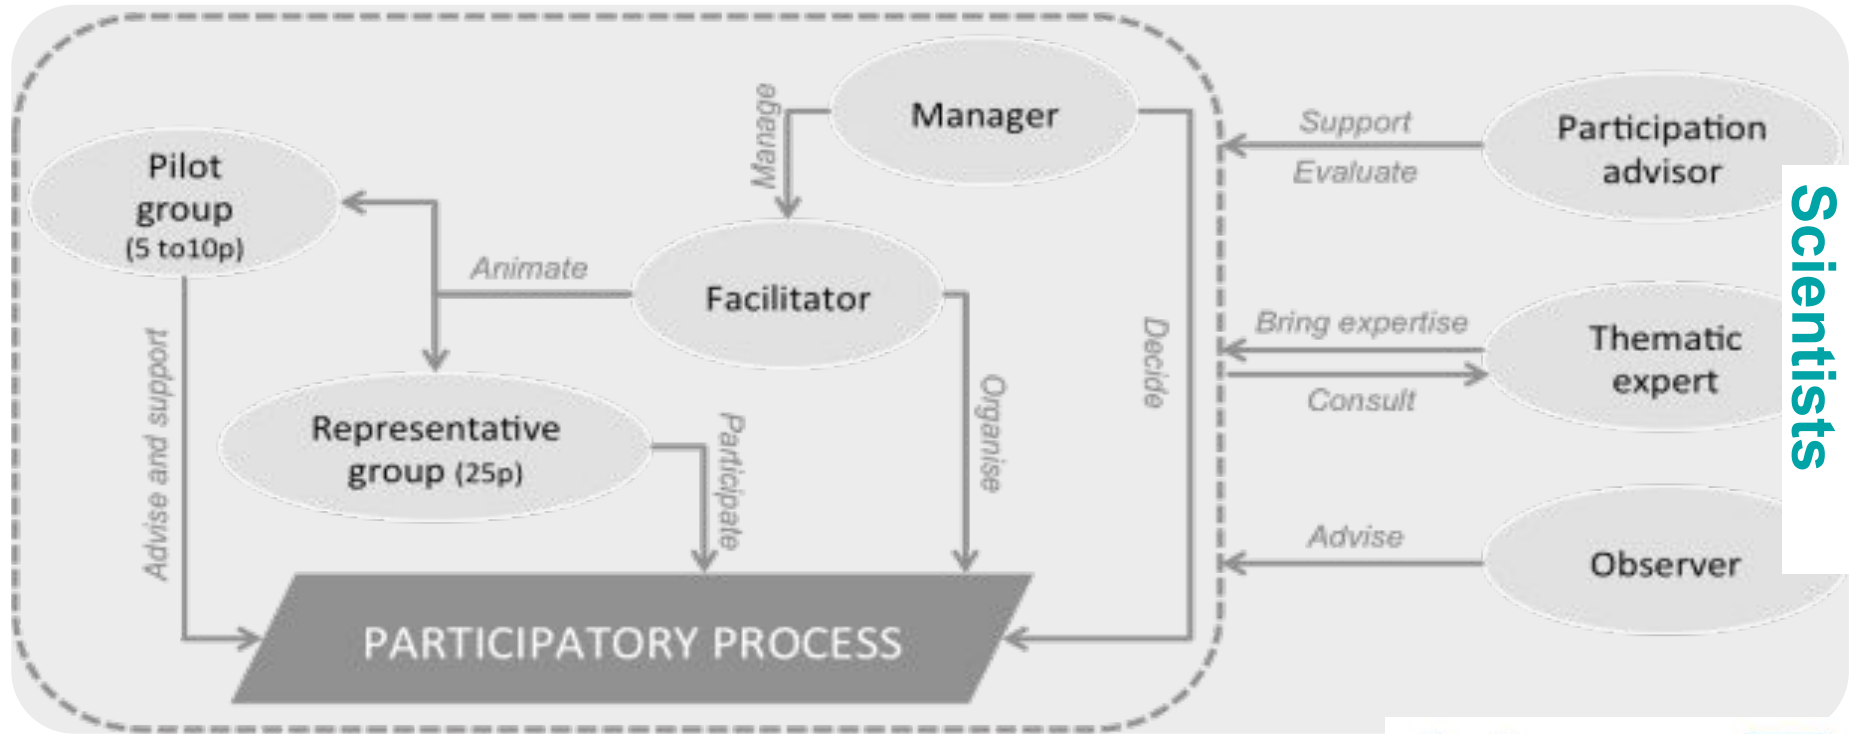 Manager
Manage
Participation
advisor
Support
Evaluate
Pilot
group
(5 to10p)
Animate
Facilitator
Scientists
Bring expertise
Consult
Thematic
expert
Decide
Advise and support
Representative
group (25p)
Participate
Organise
Advise
Observer
PARTICIPATORY PROCESS